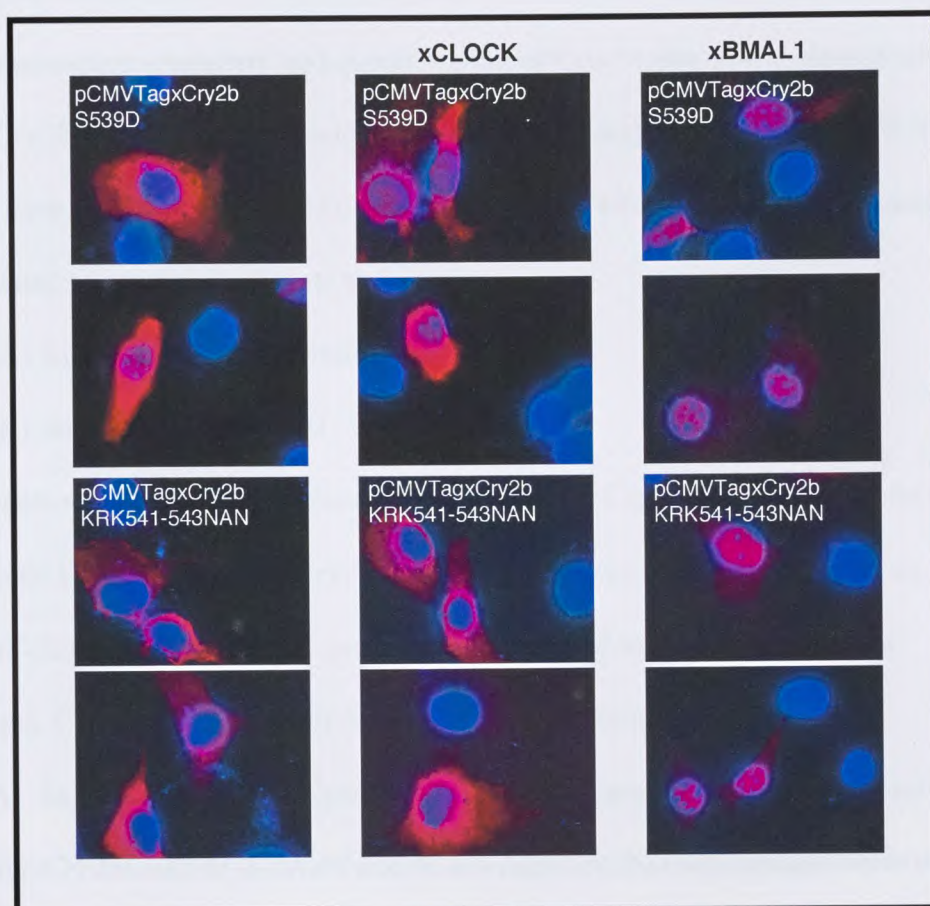 xCLOCK
xBMAL1
pCMVTagxCry2b
S539D
pCMVTagxCry2b
S539D
pCMVTagxCry2b
S539D
pCMVTagxCry2b
KRK541-543NAN
pCMVTagxCry2b
KRK541-543NAN
pCMVTagxCry2b
KRK541-543NAN